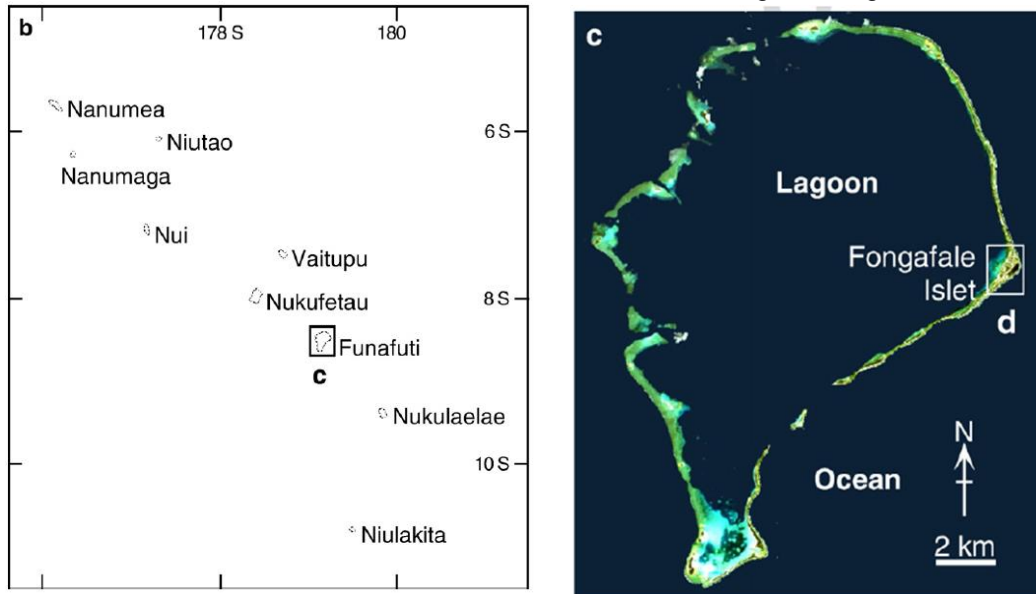 b
178 S
180
Nanumea
6 S
Niutao
Nanumaga
Nui
Vaitupu
8 S
Nukufetau
Funafuti
c
Nukulaelae
10 S
Niulakita
c
Lagoon
Fongafale
Islet
d
N
Ocean
2 km